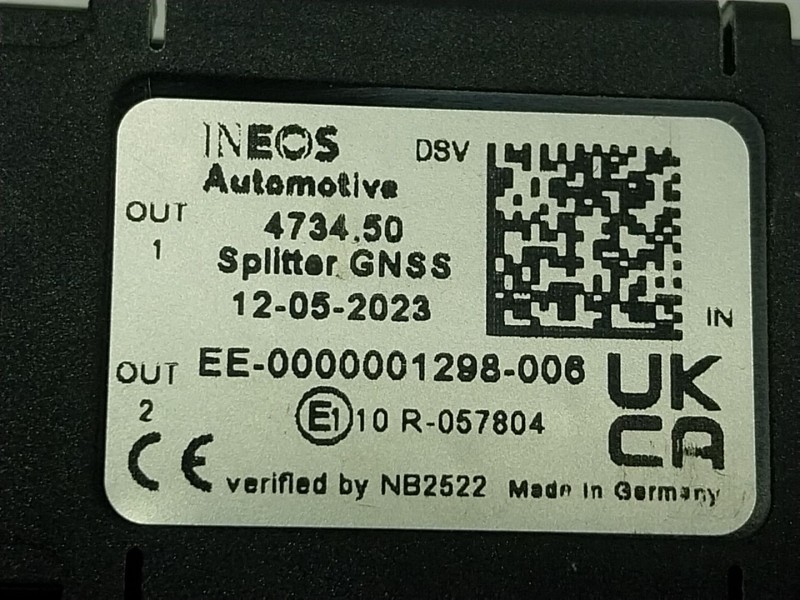 INEOS DSV
Automotive
OUT
1
4734.50
Splitter GNSS
12-05-2023
IN
EE-0000001298-006
OUT
2
UK
CA
E1 10 R-057804
CE verified by NB2522 Made in Germany